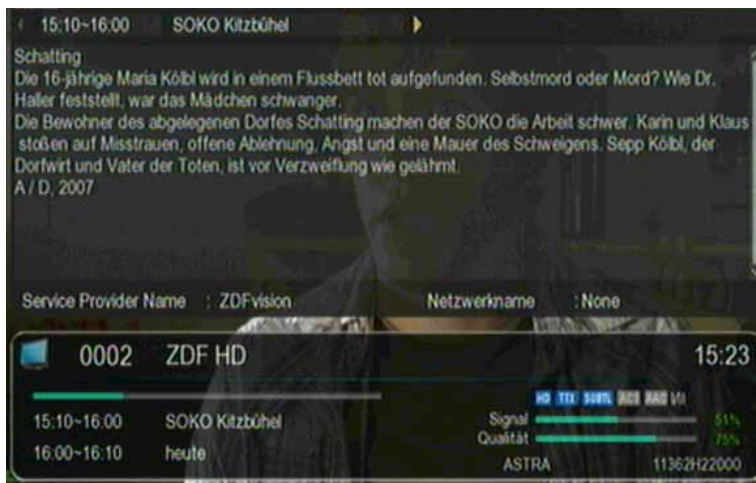 15:10~16:00 SOKO Kitzbühel
Schatting
Die 16-jährige Maria Kölbl wird in einem Flussbett tot aufgefunden. Selbstmord oder Mord? Wie Dr.
Haller feststellt, war das Mädchen schwanger.
Die Bewohner des abgelegenen Dorfes Schatting machen der SOKO die Arbeit schwer. Karin und Klaus
stoßen auf Misstrauen, offene Ablehnung, Angst und eine Mauer des Schweigens. Sepp Kölbl, der
Dorfwirt und Vater der Toten, ist vor Verzweiflung wie gelähmt.
A / D, 2007
Service Provider Name : ZDFvision Netzwerkname : None
0002 ZDF HD 15:23
HD TTX SUBTL AC3 AAC
15:10~16:00 SOKO Kitzbühel Signal 51%
Qualität 75%
16:00~16:10 heute
ASTRA 11362H22000